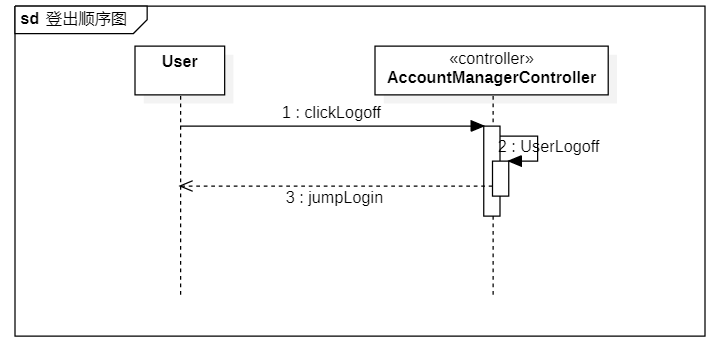 sd 登出顺序图
User
«controller»
AccountManagerController
1 : clickLogoff
2 : UserLogoff
3 : jumpLogin